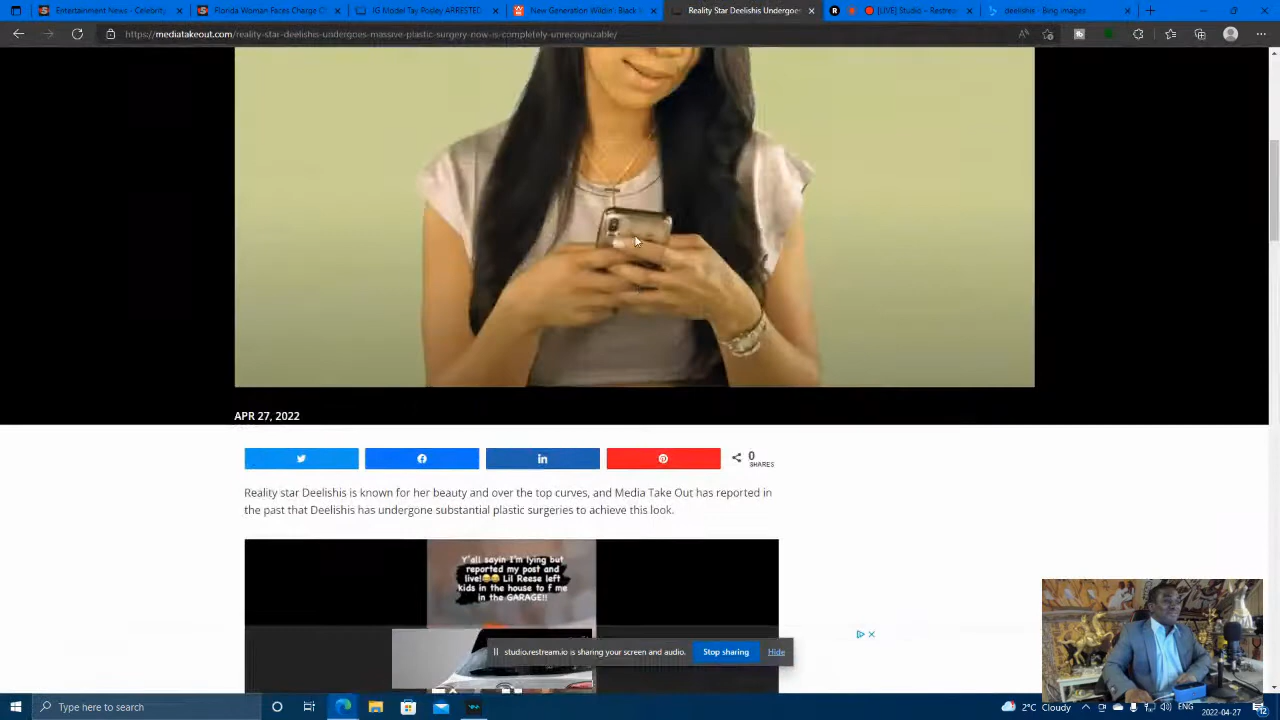 Entertainment News - Celebrity
Florida Woman Faces Charge
IG Model Tay Posley ARRESTED
New Generation Wildin - Black
Reality Star Deelishis Undergoes
[LIVE] Studio - Restre
deelishis - Bing images
https://mediatakeout.com/reality-star-deelishis-undergoes-massive-plastic-surgery-now-is-completely-unrecognizable/
APR 27, 2022
0
SHARES
Reality star Deelishis is known for her beauty and over the top curves, and Media Take Out has reported in
the past that Deelishis has undergone substantial plastic surgeries to achieve this look.
Y'all sayin I'm lying but
reported my post and
live! Lil Reese left
kids in the house to f me
in the GARAGE!!
studio.restream.io is sharing your screen and audio. Stop sharing Hide
Type here to search
2°C Cloudy
ENG
2022-04-27
12